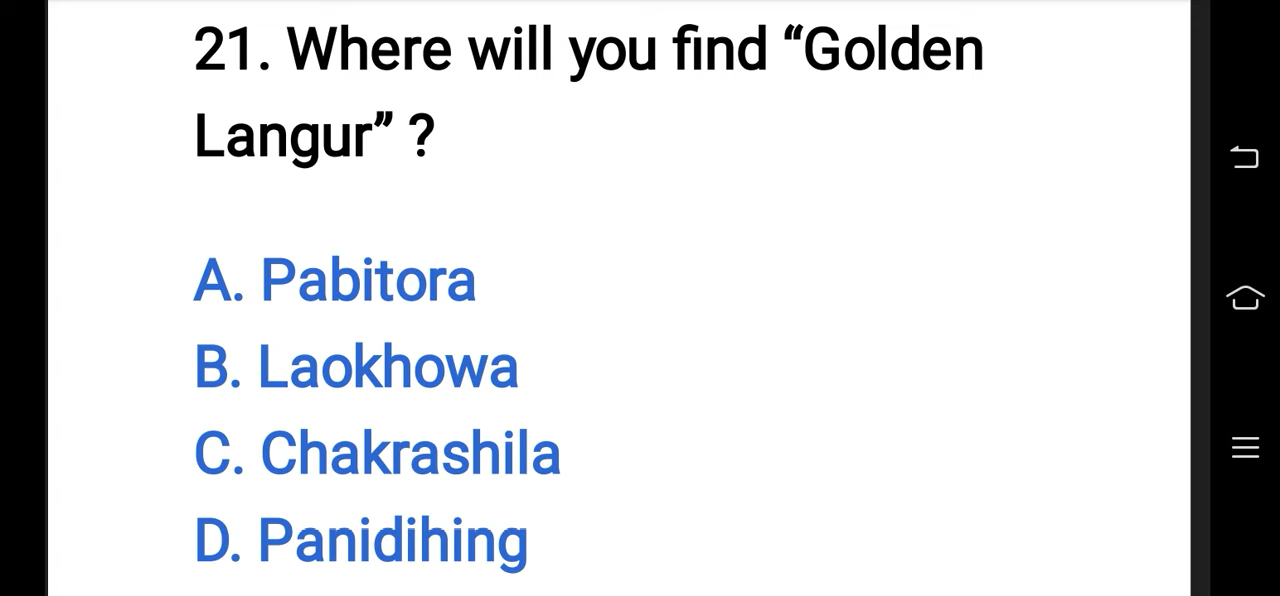 21. Where will you find “Golden
Langur” ?
A. Pabitora
B. Laokhowa
C. Chakrashila
D. Panidihing